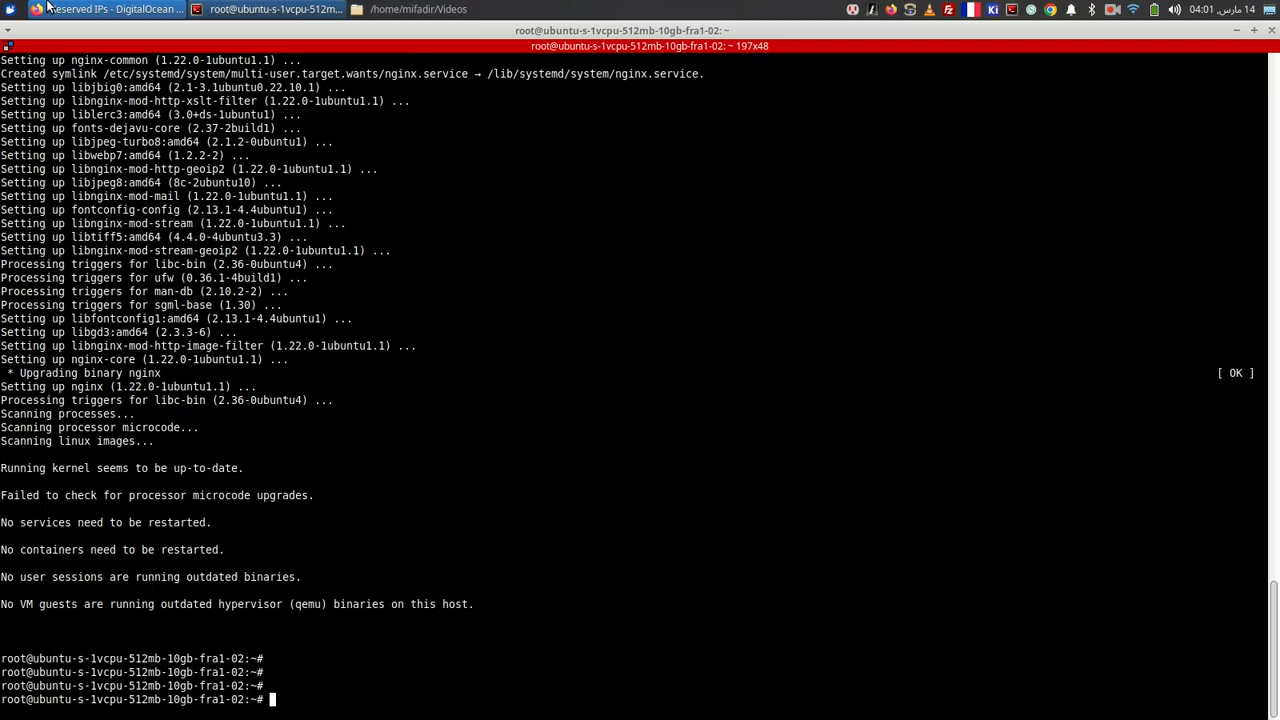 Reserved IPs - DigitalOcean ...
root@ubuntu-s-1vcpu-512m...
/home/mifadir/Videos
Ki
14 مارس, 04:01
root@ubuntu-s-1vcpu-512mb-10gb-fra1-02: ~
root@ubuntu-s-1vcpu-512mb-10gb-fra1-02: ~ 197x48
Setting up nginx-common (1.22.0-1ubuntu1.1) ...
Created symlink /etc/systemd/system/multi-user.target.wants/nginx.service → /lib/systemd/system/nginx.service.
Setting up libjbig0:amd64 (2.1-3.1ubuntu0.22.10.1) ...
Setting up libnginx-mod-http-xslt-filter (1.22.0-1ubuntu1.1) ...
Setting up liblerc3:amd64 (3.0+ds-1ubuntu1) ...
Setting up fonts-dejavu-core (2.37-2build1) ...
Setting up libjpeg-turbo8:amd64 (2.1.2-0ubuntu1) ...
Setting up libwebp7:amd64 (1.2.2-2) ...
Setting up libnginx-mod-http-geoip2 (1.22.0-1ubuntu1.1) ...
Setting up libjpeg8:amd64 (8c-2ubuntu10) ...
Setting up libnginx-mod-mail (1.22.0-1ubuntu1.1) ...
Setting up fontconfig-config (2.13.1-4.4ubuntu1) ...
Setting up libnginx-mod-stream (1.22.0-1ubuntu1.1) ...
Setting up libtiff5:amd64 (4.4.0-4ubuntu3.3) ...
Setting up libnginx-mod-stream-geoip2 (1.22.0-1ubuntu1.1) ...
Processing triggers for libc-bin (2.36-0ubuntu4) ...
Processing triggers for ufw (0.36.1-4build1) ...
Processing triggers for man-db (2.10.2-2) ...
Processing triggers for sgml-base (1.30) ...
Setting up libfontconfig1:amd64 (2.13.1-4.4ubuntu1) ...
Setting up libgd3:amd64 (2.3.3-6) ...
Setting up libnginx-mod-http-image-filter (1.22.0-1ubuntu1.1) ...
Setting up nginx-core (1.22.0-1ubuntu1.1) ...
* Upgrading binary nginx [ OK ]
Setting up nginx (1.22.0-1ubuntu1.1) ...
Processing triggers for libc-bin (2.36-0ubuntu4) ...
Scanning processes...
Scanning processor microcode...
Scanning linux images...
Running kernel seems to be up-to-date.
Failed to check for processor microcode upgrades.
No services need to be restarted.
No containers need to be restarted.
No user sessions are running outdated binaries.
No VM guests are running outdated hypervisor (qemu) binaries on this host.
root@ubuntu-s-1vcpu-512mb-10gb-fra1-02:~#
root@ubuntu-s-1vcpu-512mb-10gb-fra1-02:~#
root@ubuntu-s-1vcpu-512mb-10gb-fra1-02:~#
root@ubuntu-s-1vcpu-512mb-10gb-fra1-02:~#